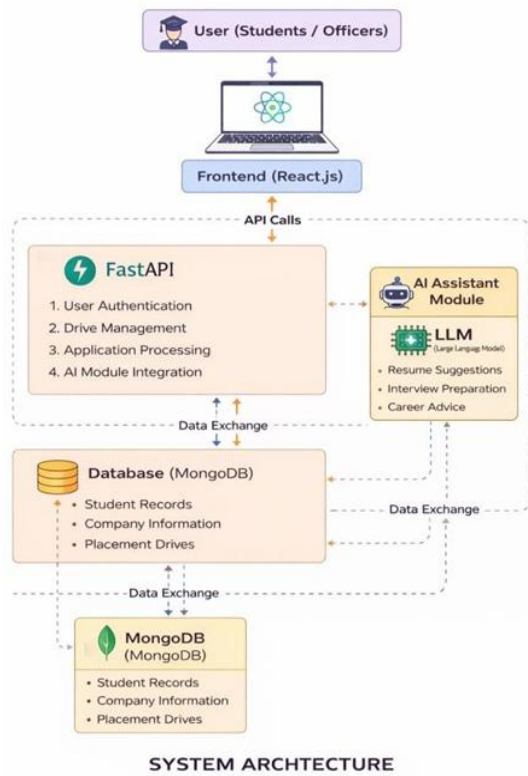 User (Students / Officers)
Frontend (React.js)
API Calls
FastAPI
1. User Authentication
2. Drive Management
3. Application Processing
4. AI Module Integration
AI Assistant
Module
LLM
(Large Languag Model)
• Resume Suggestions
• Interview Preparation
• Career Advice
Data Exchange
Database (MongoDB)
• Student Records
• Company Information
• Placement Drives
Data Exchange
Data Exchange
MongoDB
(MongoDB)
• Student Records
• Company Information
• Placement Drives
SYSTEM ARCHTECTURE